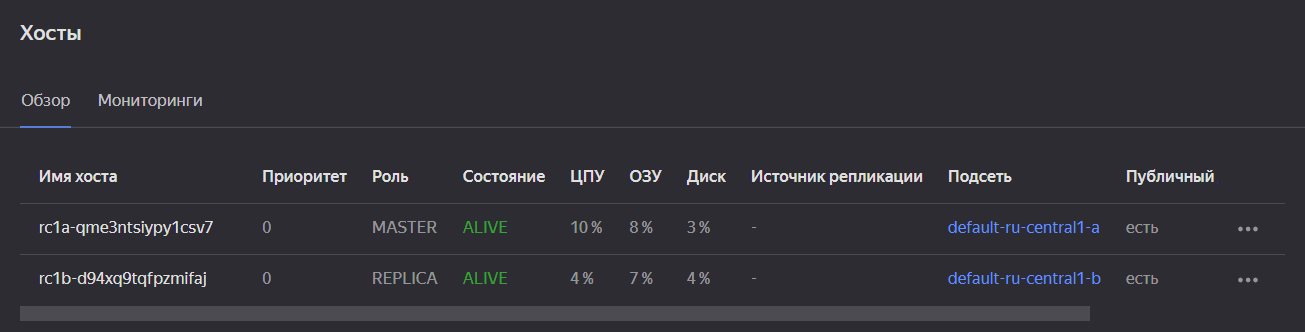 Хосты
Обзор Мониторинги
Имя хоста Приоритет Роль Состояние ЦПУ ОЗУ Диск Источник репликации Подсеть Публичный
rc1a-qme3ntsiypy1csv7 0 MASTER ALIVE 10 % 8 % 3 % - default-ru-central1-a есть
rc1b-d94xq9tqfpzmifaj 0 REPLICA ALIVE 4 % 7 % 4 % - default-ru-central1-b есть